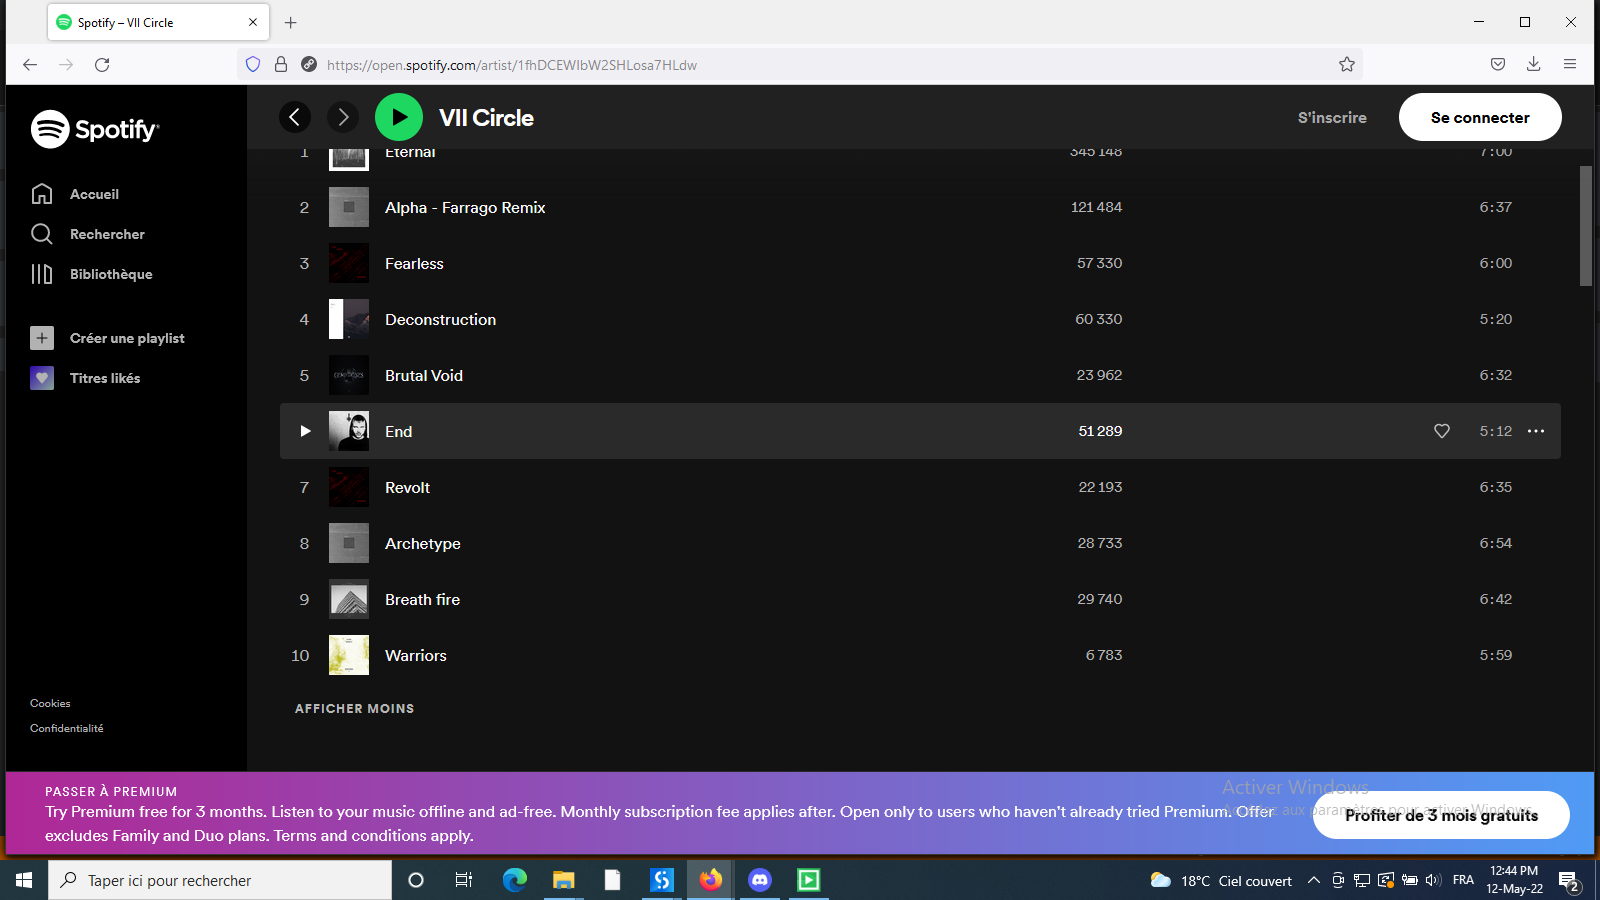 Spotify – VII Circle
https://open.spotify.com/artist/1fhDCEWIbW2SHLosa7HLdw
Spotify
VII Circle
S'inscrire
Se connecter
Accueil
Rechercher
Bibliothèque
Créer une playlist
Titres likés
Cookies
Confidentialité
1 Eternal 345 148 7:00
2 Alpha - Farrago Remix 121 484 6:37
3 Fearless 57 330 6:00
4 Deconstruction 60 330 5:20
5 Brutal Void 23 962 6:32
End 51 289 5:12
7 Revolt 22 193 6:35
8 Archetype 28 733 6:54
9 Breath fire 29 740 6:42
10 Warriors 6 783 5:59
AFFICHER MOINS
PASSER À PREMIUM
Try Premium free for 3 months. Listen to your music offline and ad-free. Monthly subscription fee applies after. Open only to users who haven't already tried Premium. Offer
excludes Family and Duo plans. Terms and conditions apply.
Profiter de 3 mois gratuits
Activer Windows
aux paramètres pour activer Windows.
Taper ici pour rechercher
18°C Ciel couvert
FRA
12:44 PM
12-May-22
2